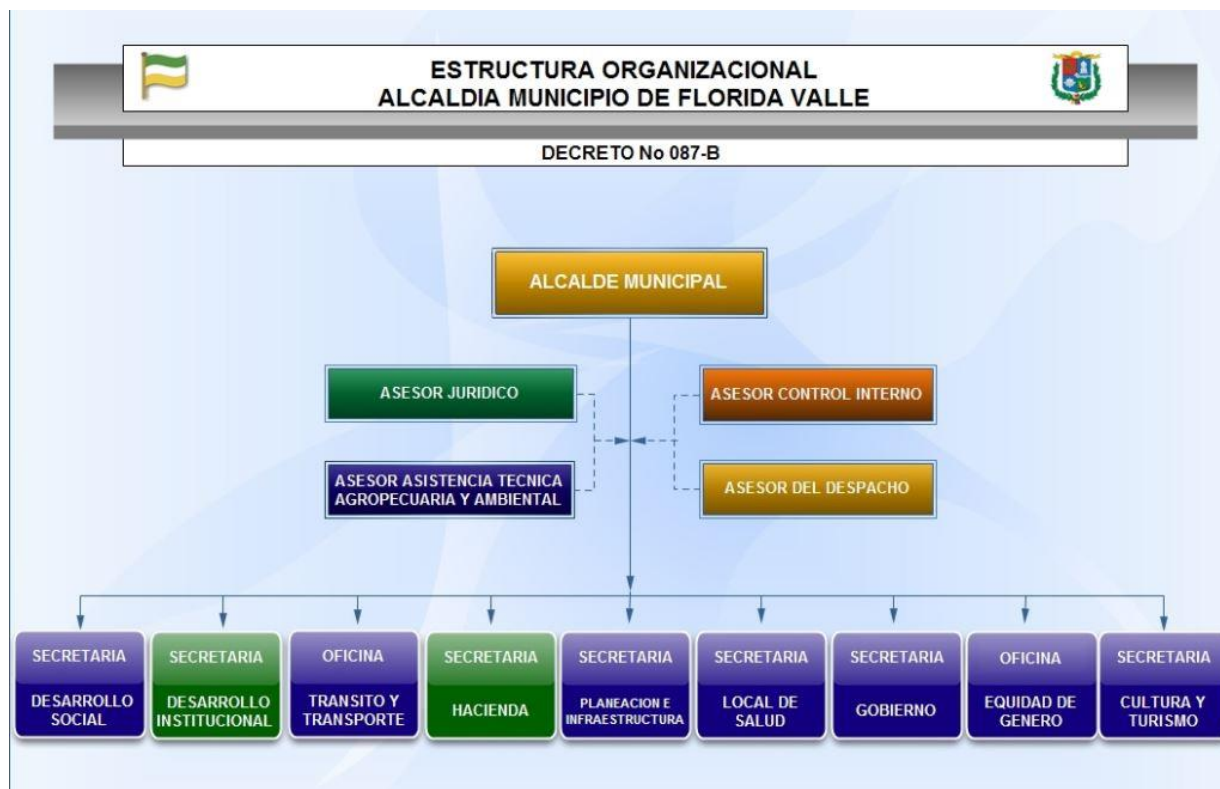 ESTRUCTURA ORGANIZACIONAL
ALCALDIA MUNICIPIO DE FLORIDA VALLE
DECRETO No 087-B
ALCALDE MUNICIPAL
ASESOR JURIDICO
ASESOR CONTROL INTERNO
ASESOR ASISTENCIA TECNICA
AGROPECUARIA Y AMBIENTAL
ASESOR DEL DESPACHO
SECRETARIA
DESARROLLO
SOCIAL
SECRETARIA
DESARROLLO
INSTITUCIONAL
OFICINA
TRANSITO Y
TRANSPORTE
SECRETARIA
HACIENDA
SECRETARIA
PLANEACION E
INFRAESTRUCTURA
SECRETARIA
LOCAL DE
SALUD
SECRETARIA
GOBIERNO
OFICINA
EQUIDAD DE
GENERO
SECRETARIA
CULTURA Y
TURISMO